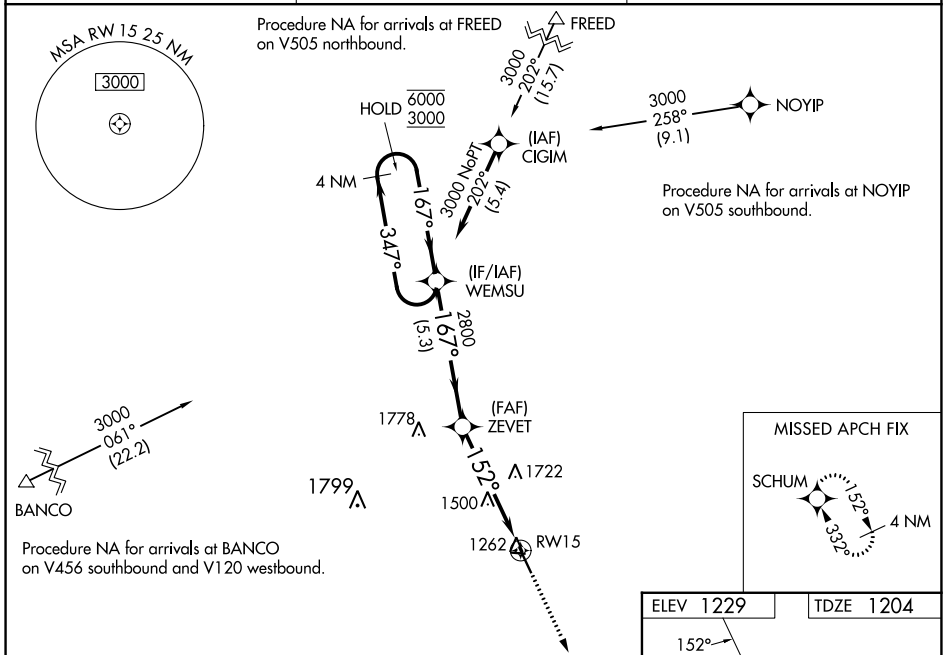 MSA RW 15 25 NM
3000
Procedure NA for arrivals at FREED
on V505 northbound.
FREED
3000
202°
(15.7)
HOLD
6000
3000
4 NM
167°
347°
(IAF)
CIGIM
3000 NoPT
202°
(5.4)
3000
258°
(9.1)
NOYIP
Procedure NA for arrivals at NOYIP
on V505 southbound.
(IF/IAF)
WEMSU
2800
167°
(5.3)
(FAF)
ZEVET
1778
152°
1722
1799
1500
1262
RW15
3000
061°
(22.2)
BANCO
Procedure NA for arrivals at BANCO
on V456 southbound and V120 westbound.
MISSED APCH FIX
SCHUM
152°
332°
4 NM
ELEV 1229
TDZE 1204
152°